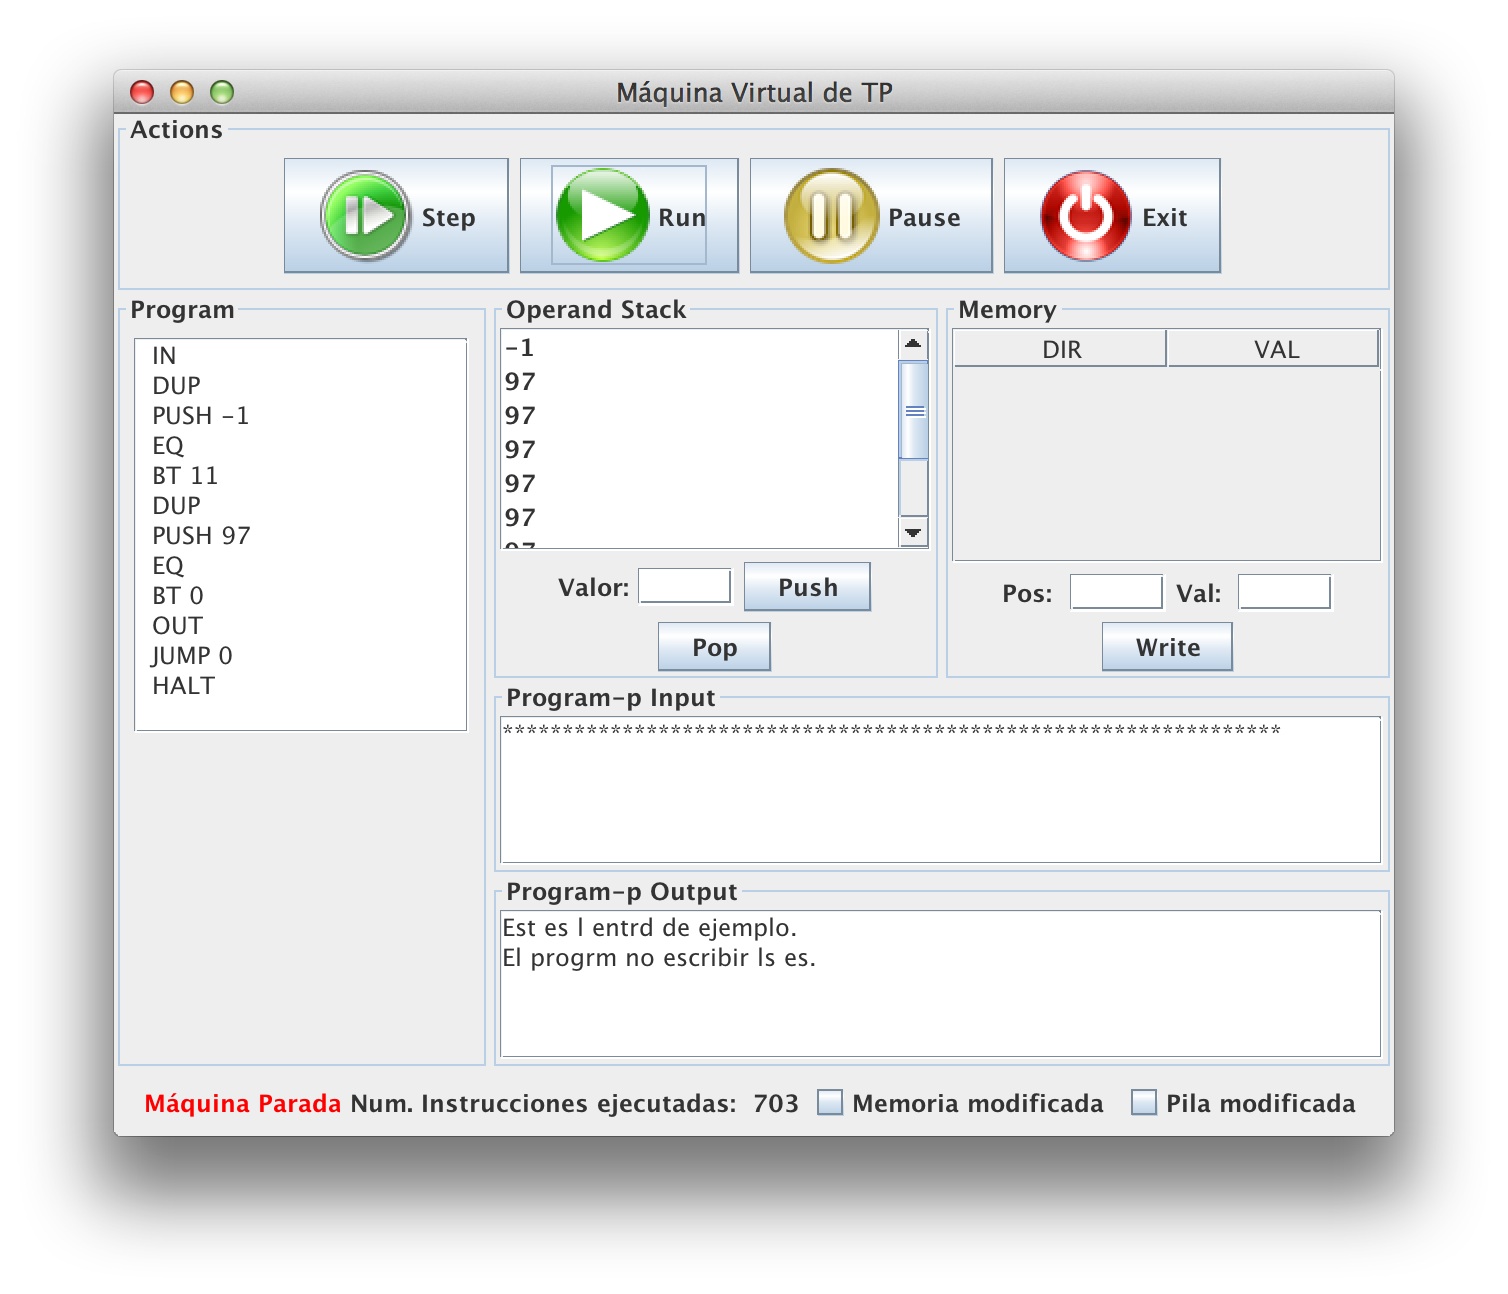 Máquina Virtual de TP
Actions
Step
Run
Pause
Exit
Program
IN
DUP
PUSH -1
EQ
BT 11
DUP
PUSH 97
EQ
BT 0
OUT
JUMP 0
HALT
Operand Stack
-1
97
97
97
97
97
97
Valor:
Push
Pop
Memory
DIR VAL
Pos: Val:
Write
Program-p Input
*****************************************************************
Program-p Output
Est es l entrd de ejemplo.
El progrm no escribir ls es.
Máquina Parada Num. Instrucciones ejecutadas: 703 Memoria modificada Pila modificada